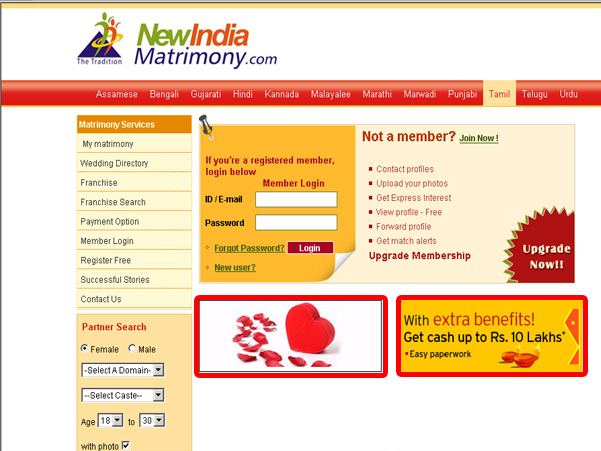 NewIndia
Matrimony.com
The Tradition
Assamese Bengali Gujarati Hindi Kannada Malayalee Marathi Marwadi Punjabi Tamil Telugu Urdu
Matrimony Services
My matrimony
Wedding Directory
Franchise
Franchise Search
Payment Option
Member Login
Register Free
Successful Stories
Contact Us
If you're a registered member,
login below
Member Login
ID / E-mail
Password
Forgot Password? Login
New user?
Not a member? Join Now !
Contact profiles
Upload your photos
Get Express Interest
View profile - Free
Forward profile
Get match alerts
Upgrade Membership
Upgrade
Now!!
Partner Search
Female Male
-Select A Domain-
--Select Caste--
Age 18 to 30
with photo
With extra benefits!
Get cash up to Rs. 10 Lakhs*
Easy paperwork